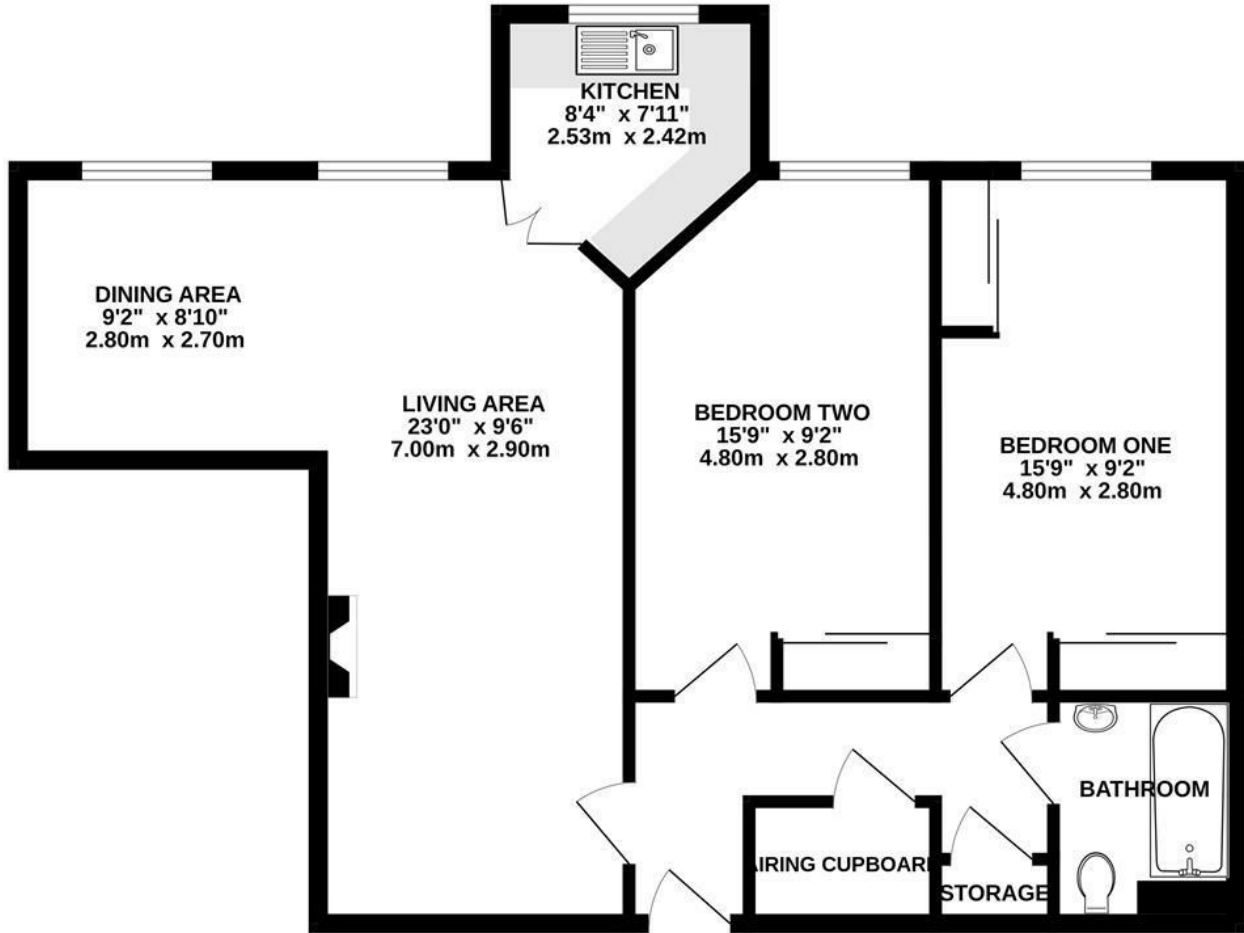 KITCHEN
8'4" x 7'11"
2.53m x 2.42m
DINING AREA
9'2" x 8'10"
2.80m x 2.70m
LIVING AREA
23'0" x 9'6"
7.00m x 2.90m
BEDROOM TWO
15'9" x 9'2"
4.80m x 2.80m
BEDROOM ONE
15'9" x 9'2"
4.80m x 2.80m
BATHROOM
AIRING CUPBOARD
STORAGE